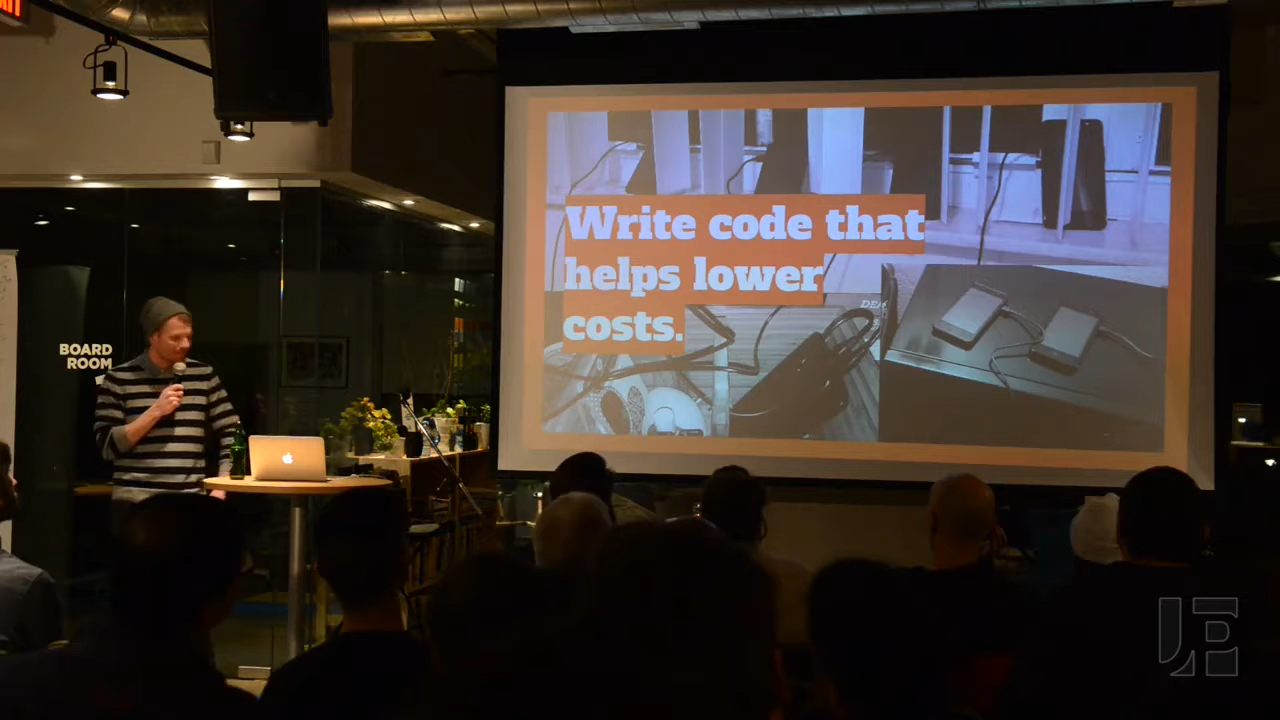 BOARD
ROOM
Write code that
helps lower
costs.